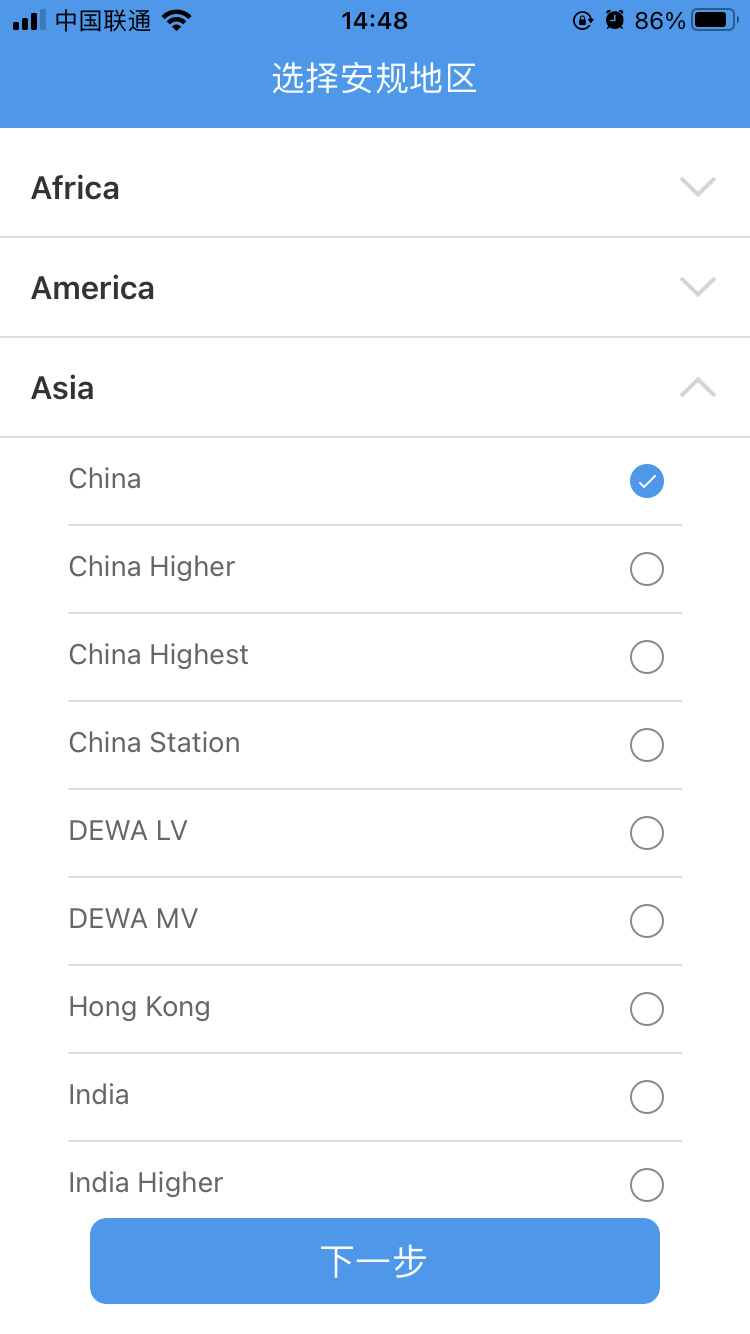 中国联通 14:48 86%
选择安规地区
Africa
America
Asia
China
China Higher
China Highest
China Station
DEWA LV
DEWA MV
Hong Kong
India
India Higher
下一步